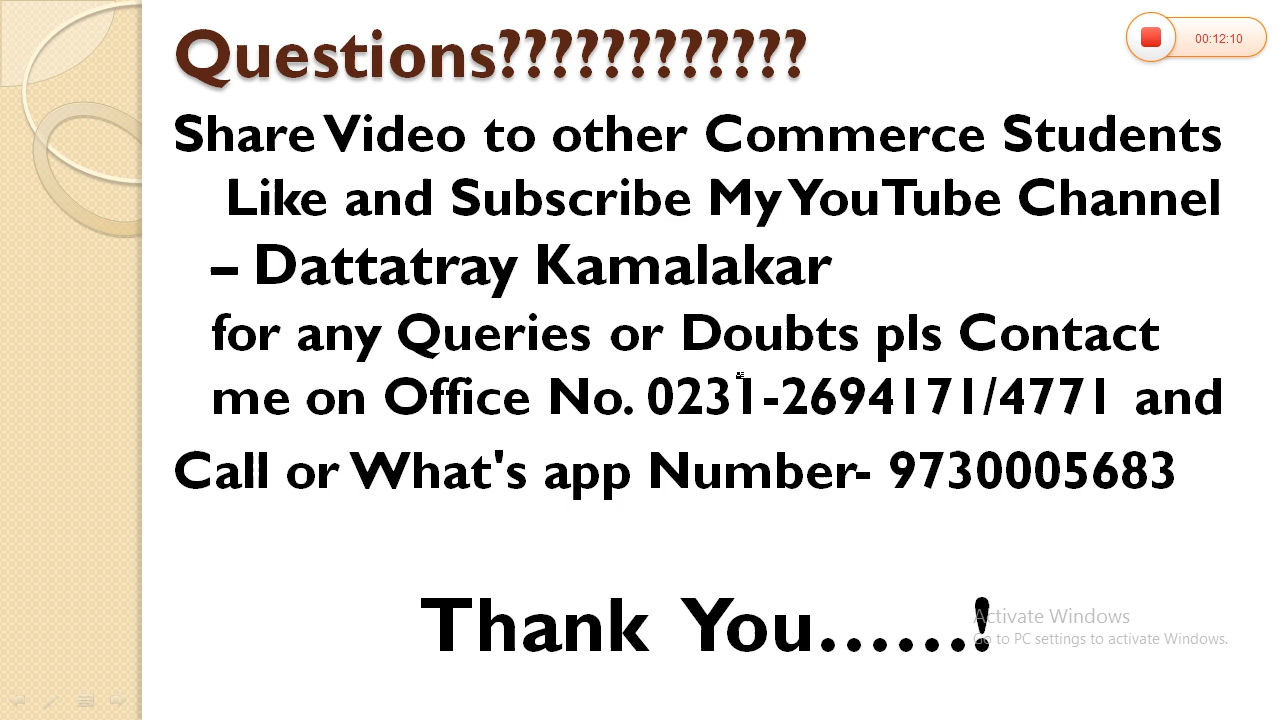 Questions????????????
00:12:10
Share Video to other Commerce Students
Like and Subscribe My YouTube Channel
– Dattatray Kamalakar
for any Queries or Doubts pls Contact
me on Office No. 0231-2694171/4771 and
Call or What's app Number- 9730005683
Thank You......!
Activate Windows
Go to PC settings to activate Windows.